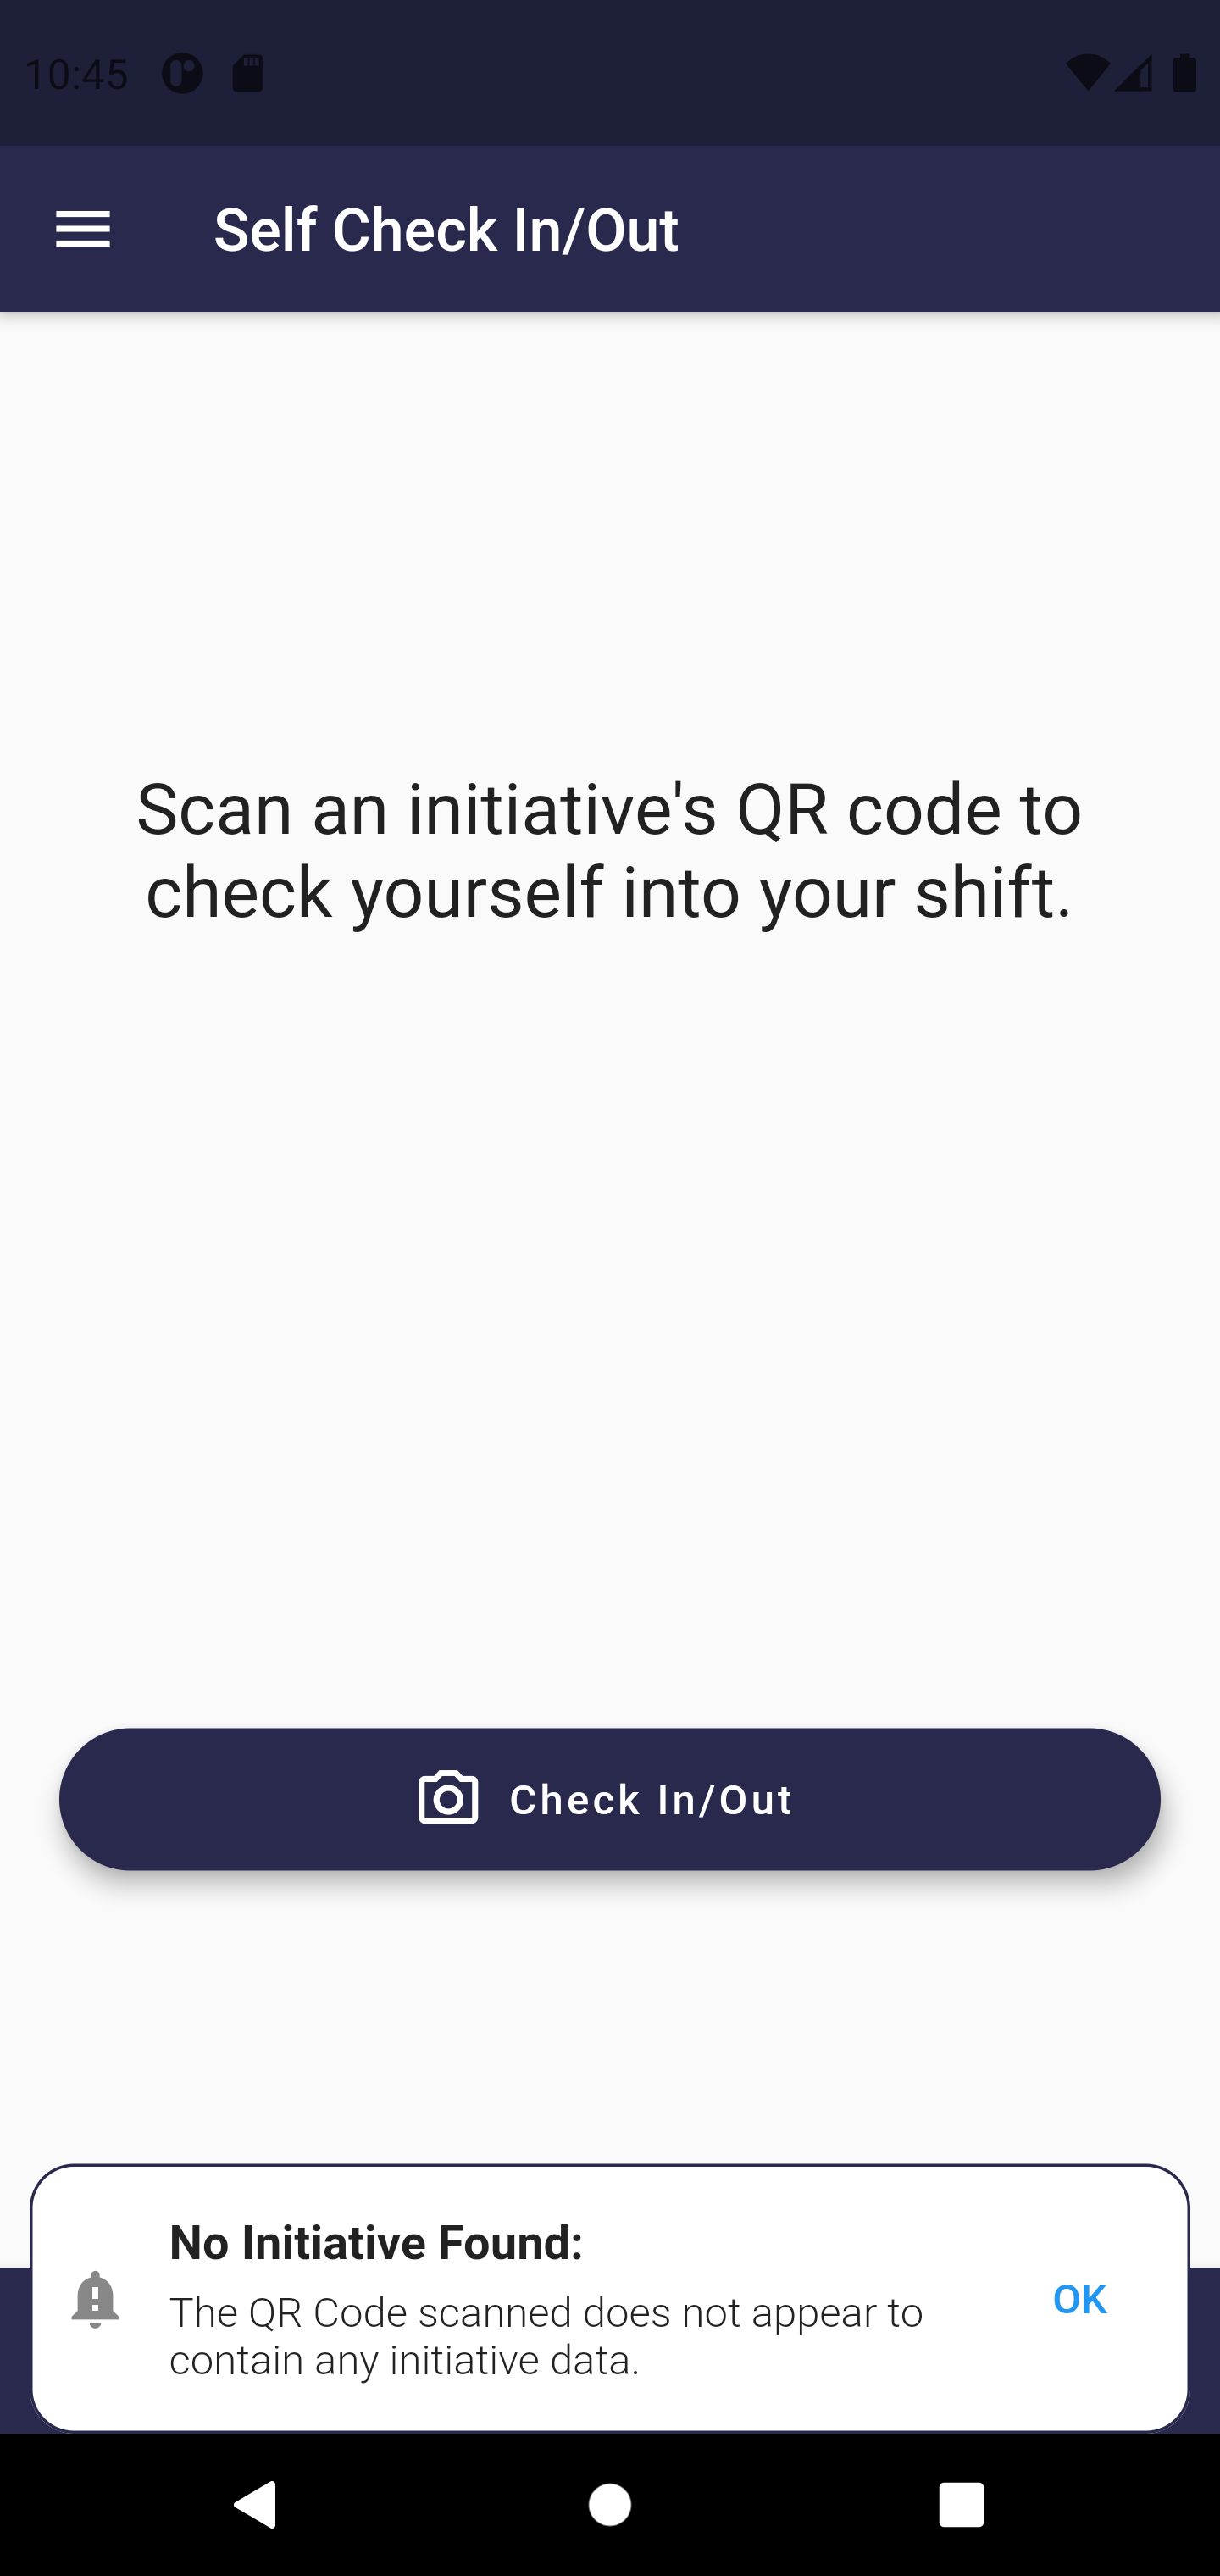 10:45
Self Check In/Out
Scan an initiative's QR code to
check yourself into your shift.
Check In/Out
No Initiative Found:
The QR Code scanned does not appear to
contain any initiative data.
OK